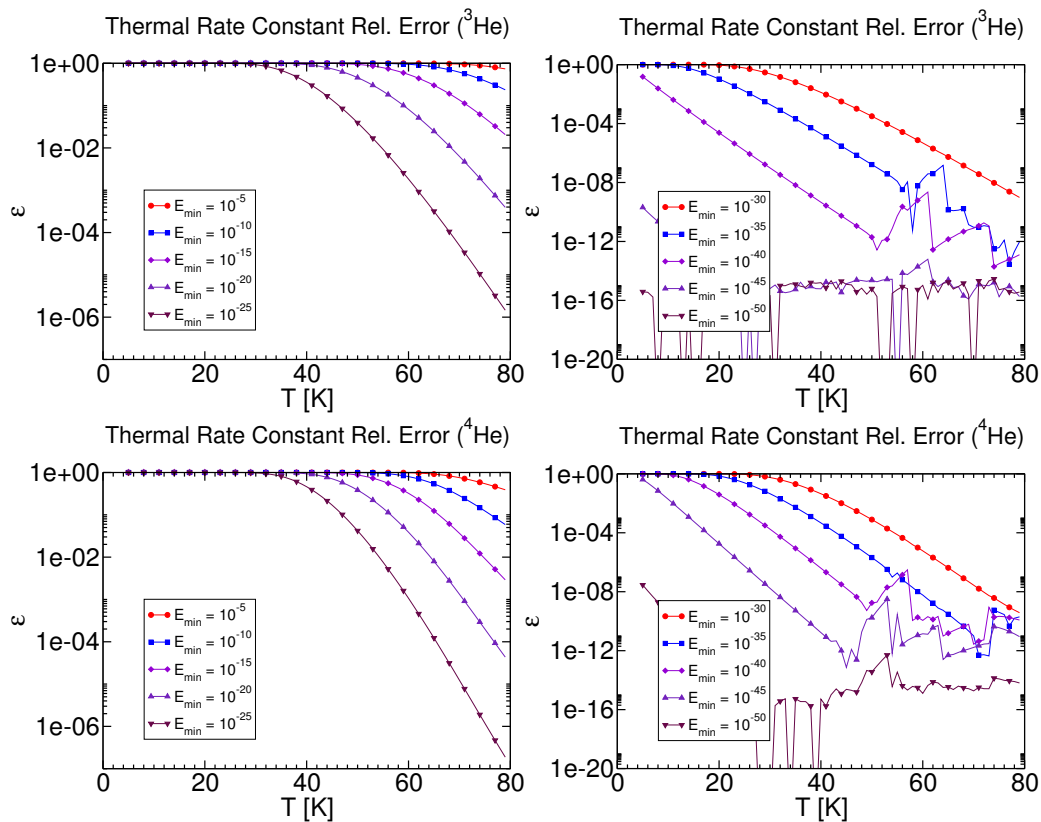 Thermal Rate Constant Rel. Error (³He)
1e+00
1e-02
1e-04
1e-06
ε
E_min = 10⁻⁵
E_min = 10⁻¹⁰
E_min = 10⁻¹⁵
E_min = 10⁻²⁰
E_min = 10⁻²⁵
0 20 40 60 80
T [K]
Thermal Rate Constant Rel. Error (³He)
1e+00
1e-04
1e-08
1e-12
1e-16
1e-20
ε
E_min = 10⁻³⁰
E_min = 10⁻³⁵
E_min = 10⁻⁴⁰
E_min = 10⁻⁴⁵
E_min = 10⁻⁵⁰
0 20 40 60 80
T [K]
Thermal Rate Constant Rel. Error (⁴He)
1e+00
1e-02
1e-04
1e-06
ε
E_min = 10⁻⁵
E_min = 10⁻¹⁰
E_min = 10⁻¹⁵
E_min = 10⁻²⁰
E_min = 10⁻²⁵
0 20 40 60 80
T [K]
Thermal Rate Constant Rel. Error (⁴He)
1e+00
1e-04
1e-08
1e-12
1e-16
1e-20
ε
E_min = 10⁻³⁰
E_min = 10⁻³⁵
E_min = 10⁻⁴⁰
E_min = 10⁻⁴⁵
E_min = 10⁻⁵⁰
0 20 40 60 80
T [K]